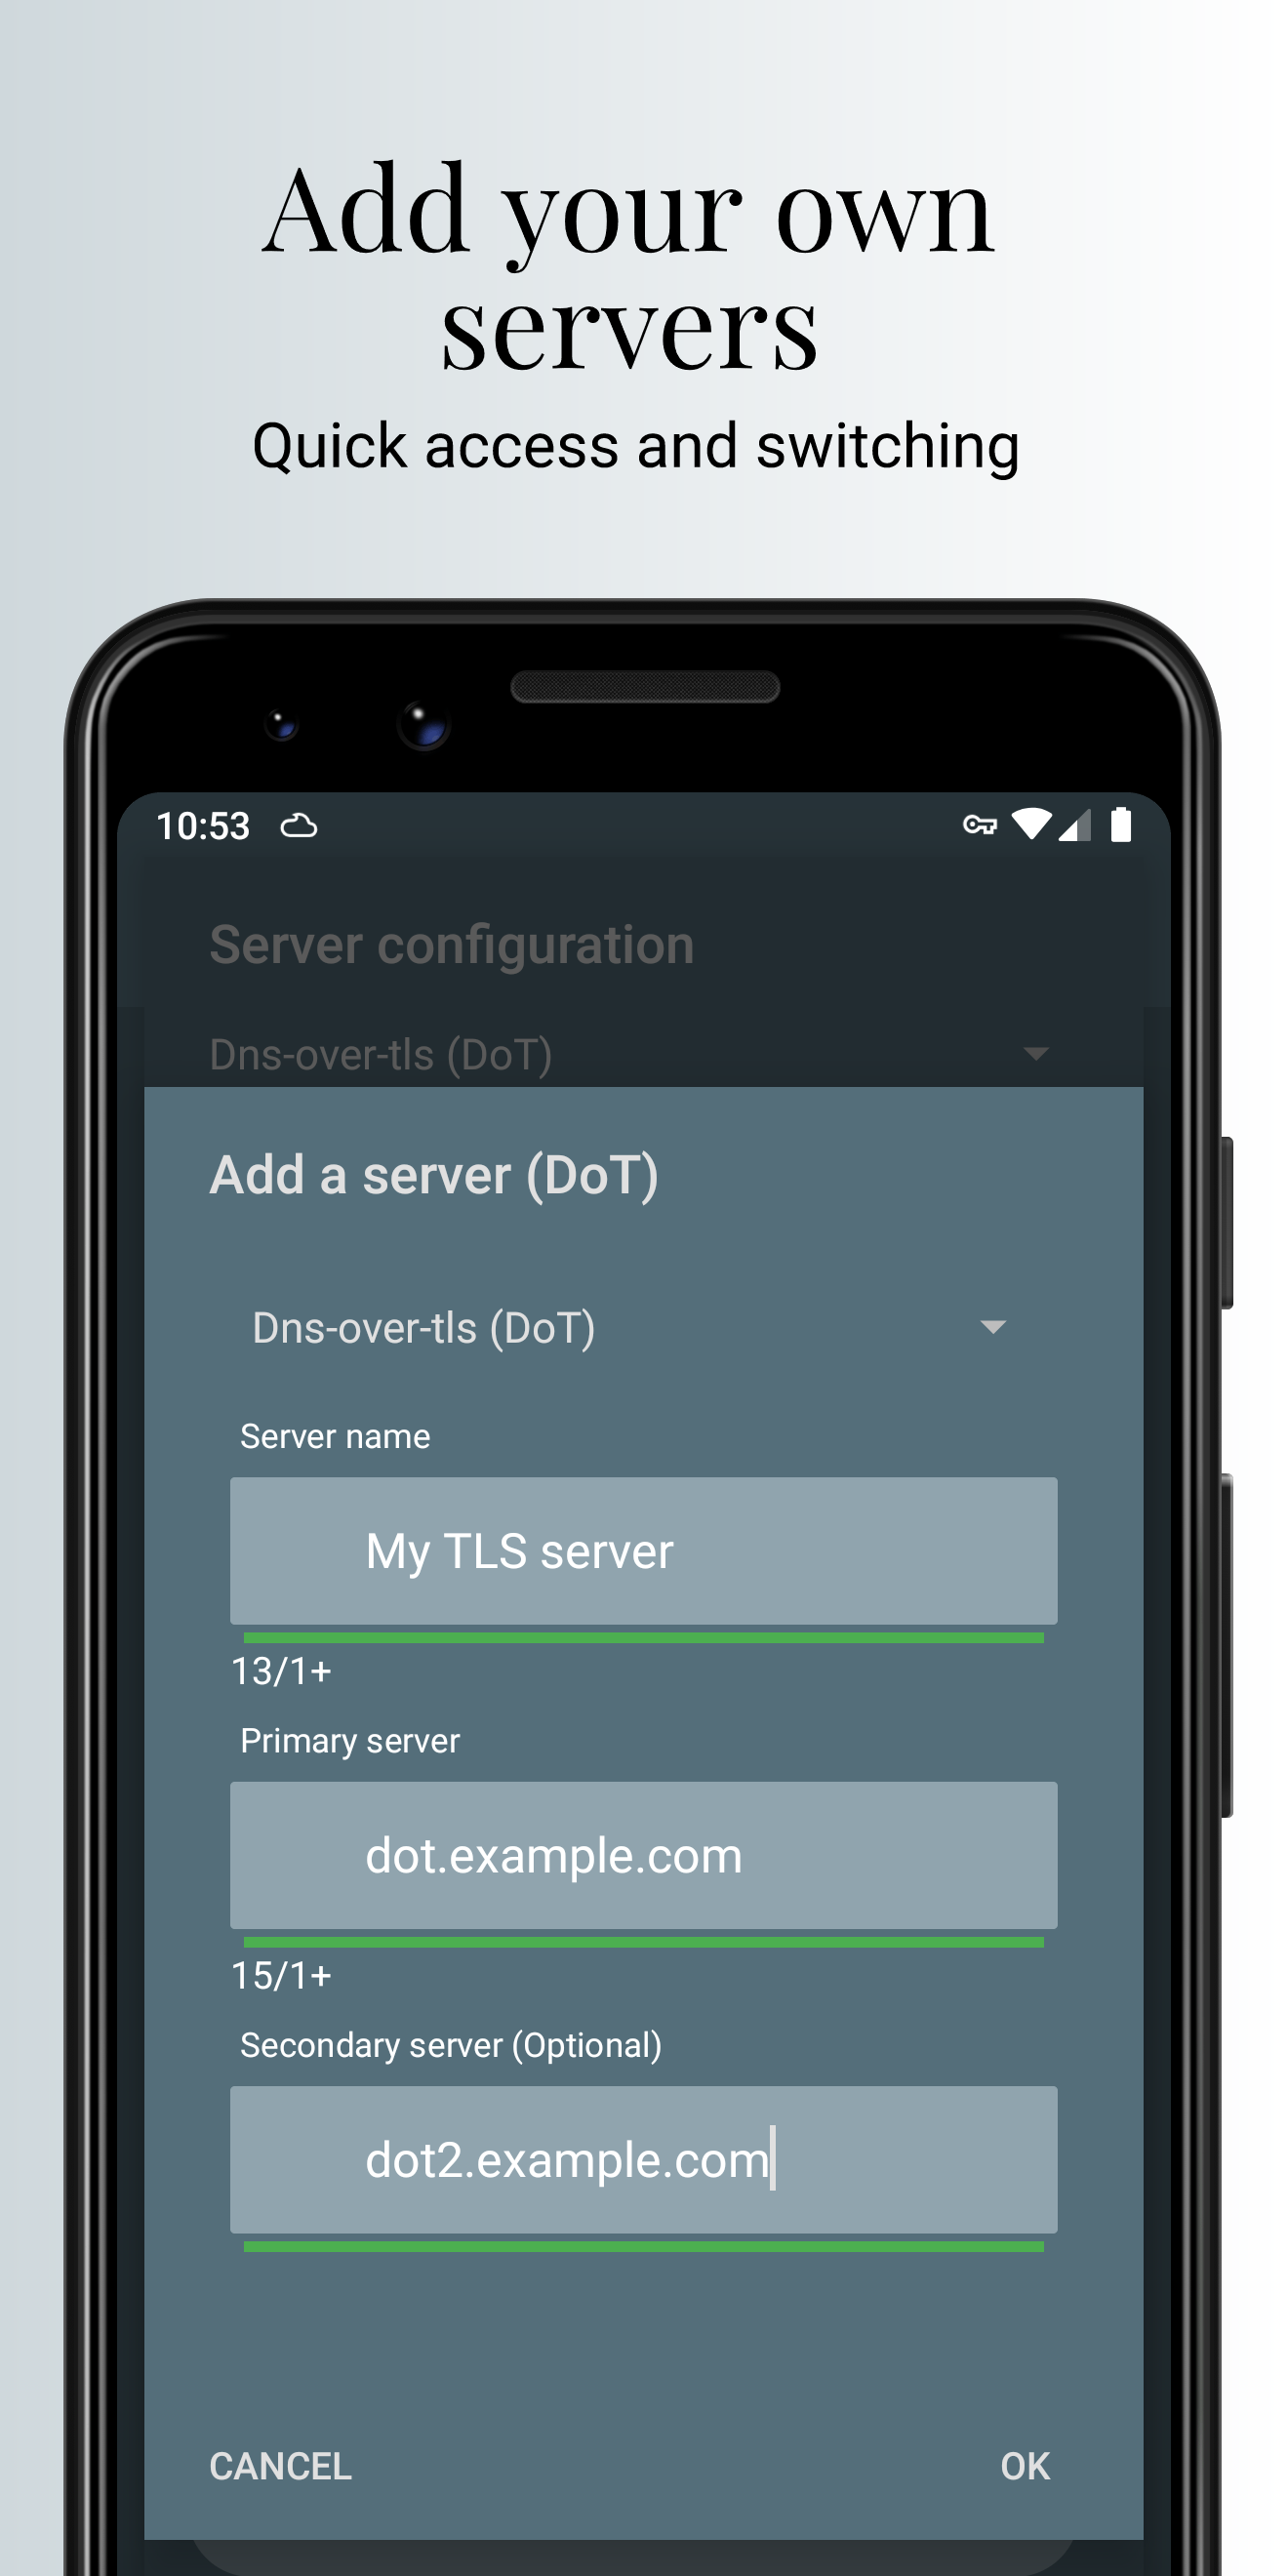 Add your own
servers
Quick access and switching
10:53
Server configuration
Dns-over-tls (DoT)
Add a server (DoT)
Dns-over-tls (DoT)
Server name
My TLS server
13/1+
Primary server
dot.example.com
15/1+
Secondary server (Optional)
dot2.example.com
CANCEL OK